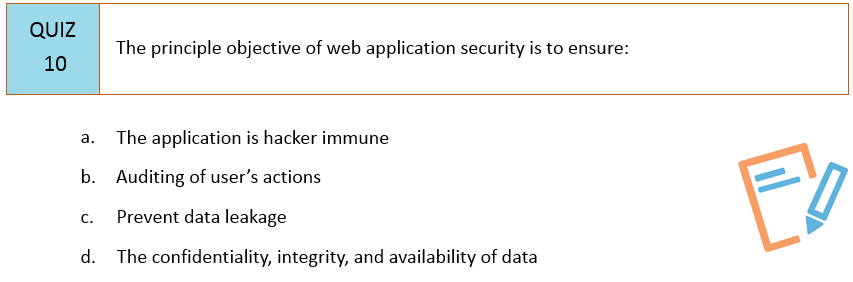 QUIZ
10
The principle objective of web application security is to ensure:
a. The application is hacker immune
b. Auditing of user’s actions
c. Prevent data leakage
d. The confidentiality, integrity, and availability of data